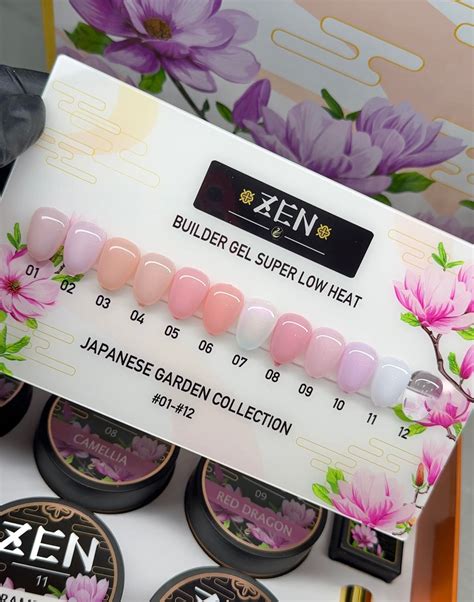 ZEN
BUILDER GEL SUPER LOW HEAT
01 02 03 04 05 06 07 08 09 10 11 12
JAPANESE GARDEN COLLECTION
#01-#12
08
CAMELLIA
09
RED DRAGON
ZEN
11